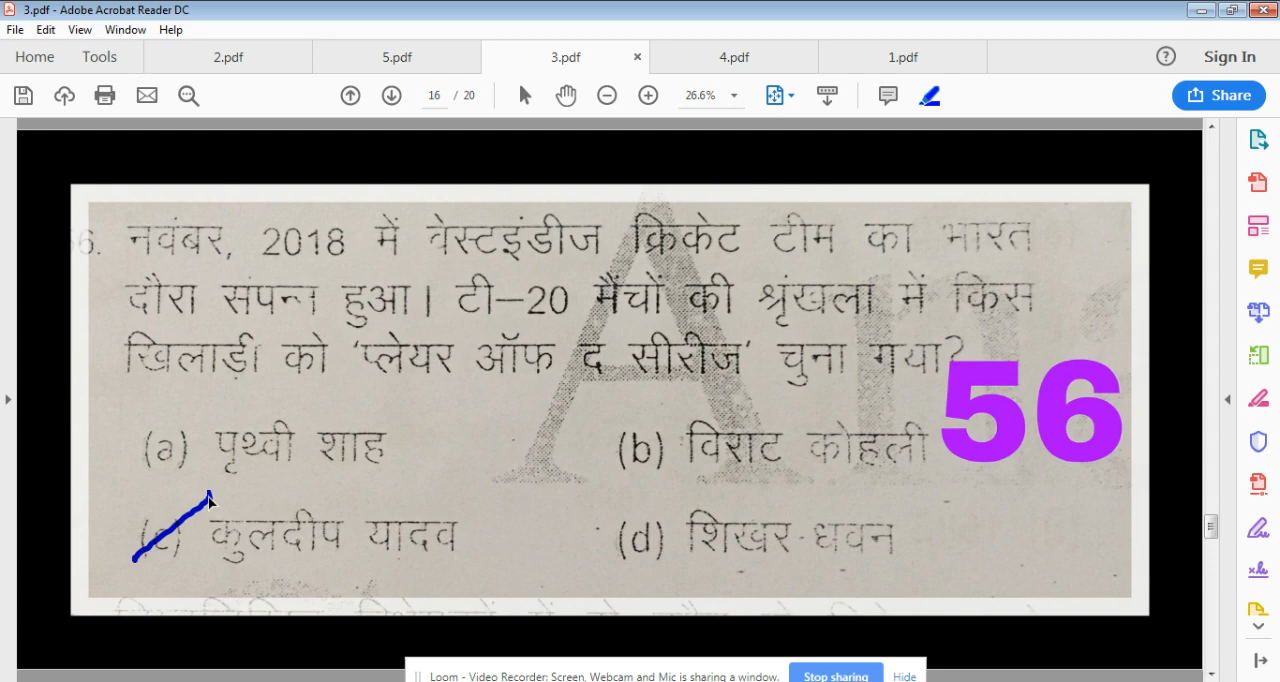 3.pdf - Adobe Acrobat Reader DC
File Edit View Window Help
Home Tools 2.pdf 5.pdf 3.pdf × 4.pdf 1.pdf ? Sign In
16 / 20 26.6% Share
6. नवंबर, 2018 में वेस्टइंडीज क्रिकेट टीम का भारत
दौरा संपन्न हुआ। टी–20 मैंचों की श्रृंखला में किस
खिलाड़ी को 'प्लेयर ऑफ द सीरीज' चुना गया?
56
(a) पृथ्वी शाह (b) विराट कोहली
(c) कुलदीप यादव (d) शिखर धवन
Loom - Video Recorder: Screen, Webcam and Mic is sharing a window. Stop sharing Hide